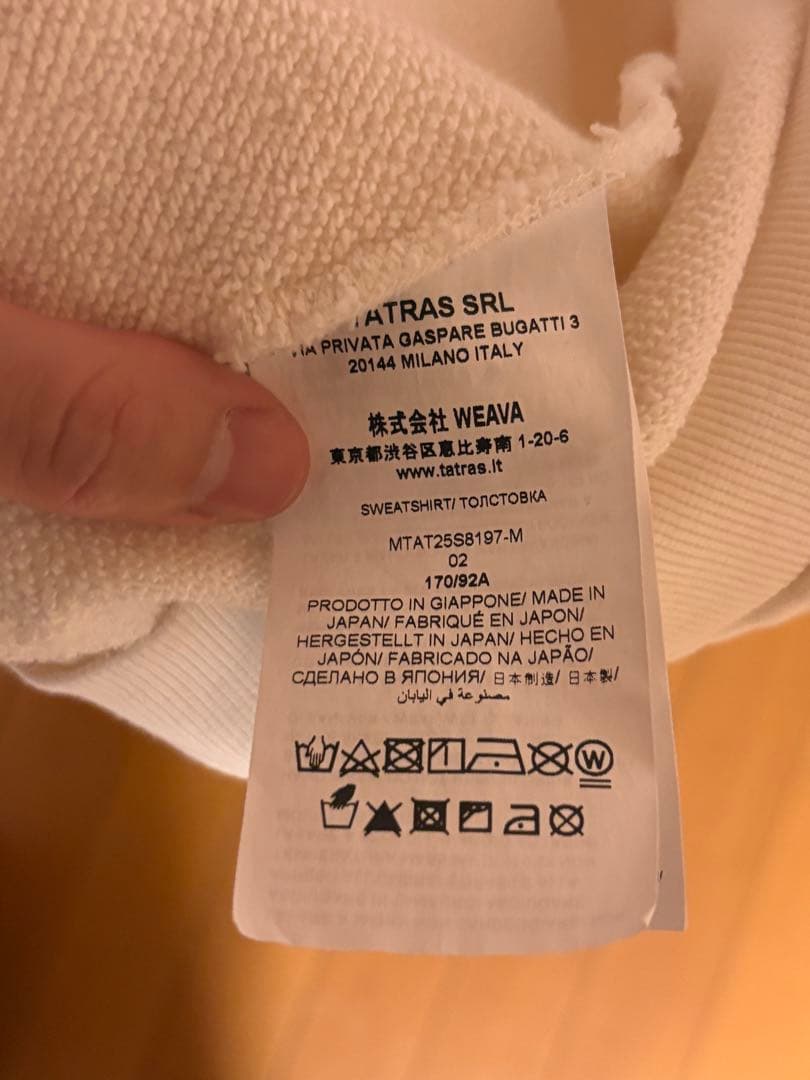 TATRAS SRL
VIA PRIVATA GASPARE BUGATTI 3
20144 MILANO ITALY
株式会社 WEAVA
東京都渋谷区恵比寿南 1-20-6
www.tatras.it
SWEATSHIRT/ ТОЛСТОВКА
MTAT25S8197-M
02
170/92A
PRODOTTO IN GIAPPONE/ MADE IN
JAPAN/ FABRIQUÉ EN JAPON/
HERGESTELLT IN JAPAN/ HECHO EN
JAPÓN/ FABRICADO NA JAPÃO/
СДЕЛАНО В ЯПОНИЯ/ 日本制造/ 日本製/
مصنوعة في اليابان
W